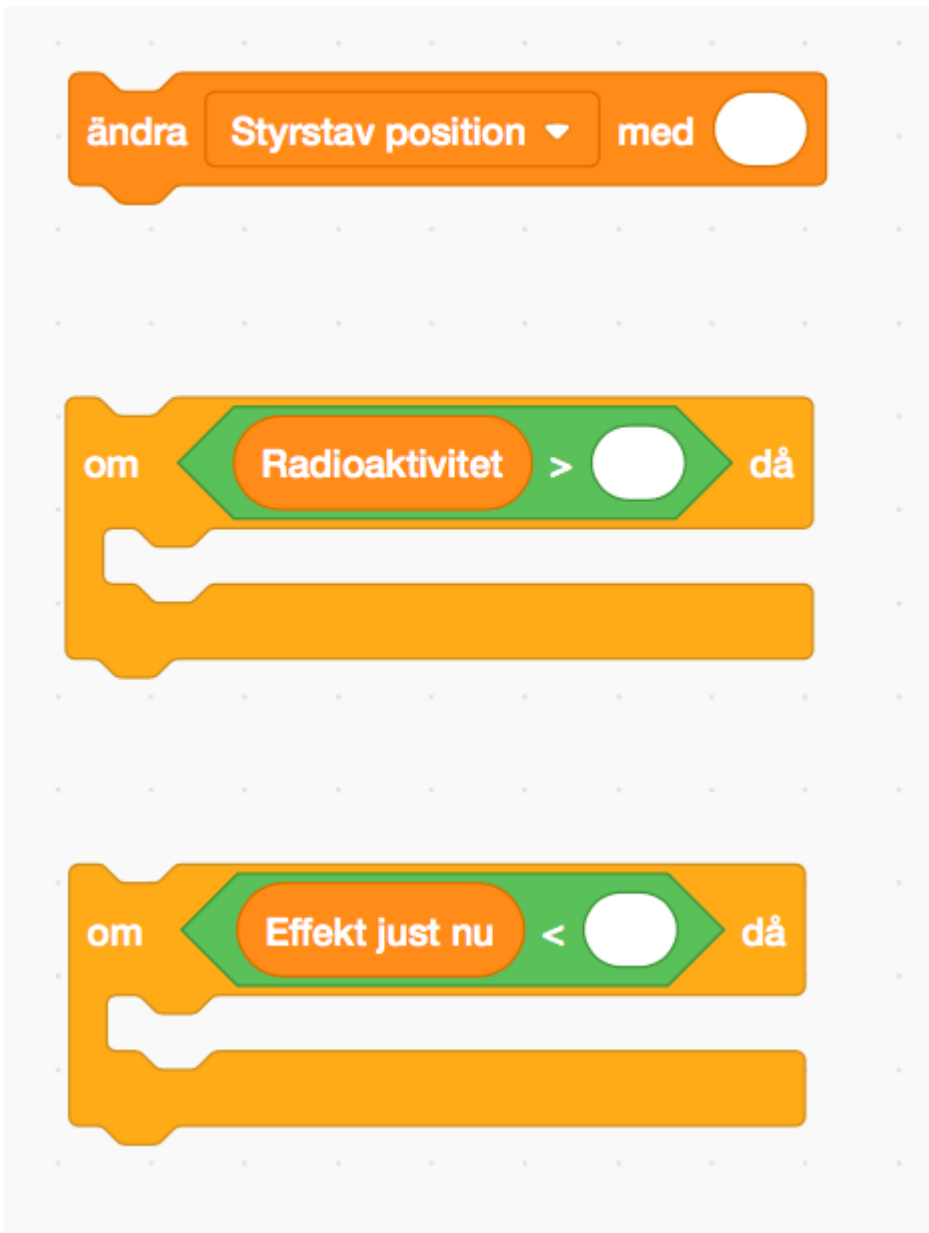 ändra Styrstav position med
om Radioaktivitet > då
om Effekt just nu < då